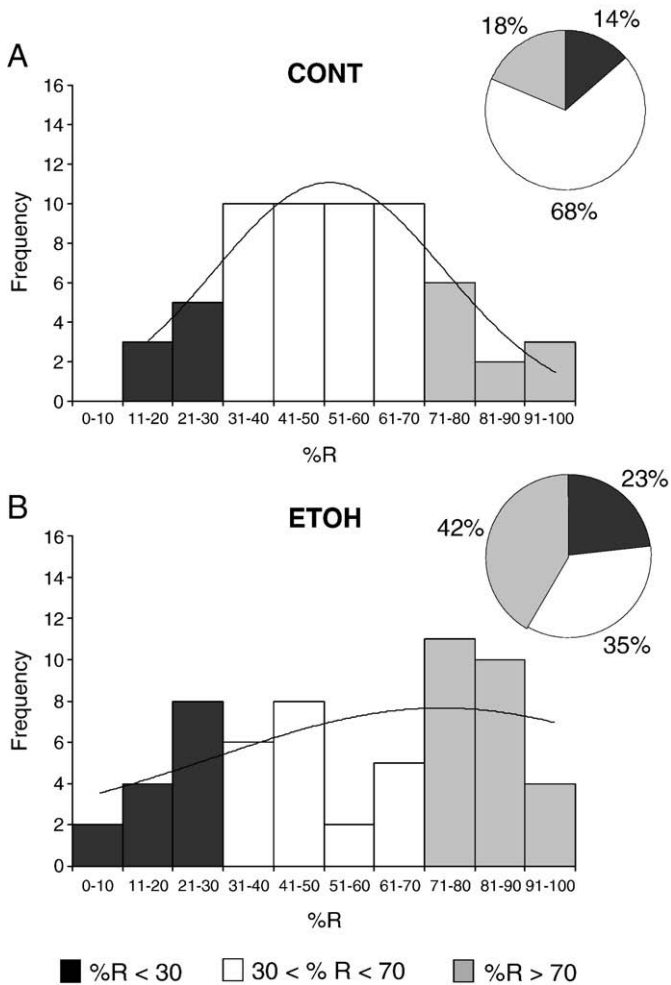 A
CONT
18%
14%
68%
16
14
12
10
8
6
4
2
0
Frequency
0-10 11-20 21-30 31-40 41-50 51-60 61-70 71-80 81-90 91-100
%R
B
ETOH
23%
42%
35%
16
14
12
10
8
6
4
2
0
Frequency
0-10 11-20 21-30 31-40 41-50 51-60 61-70 71-80 81-90 91-100
%R
%R < 30 30 < % R < 70 %R > 70